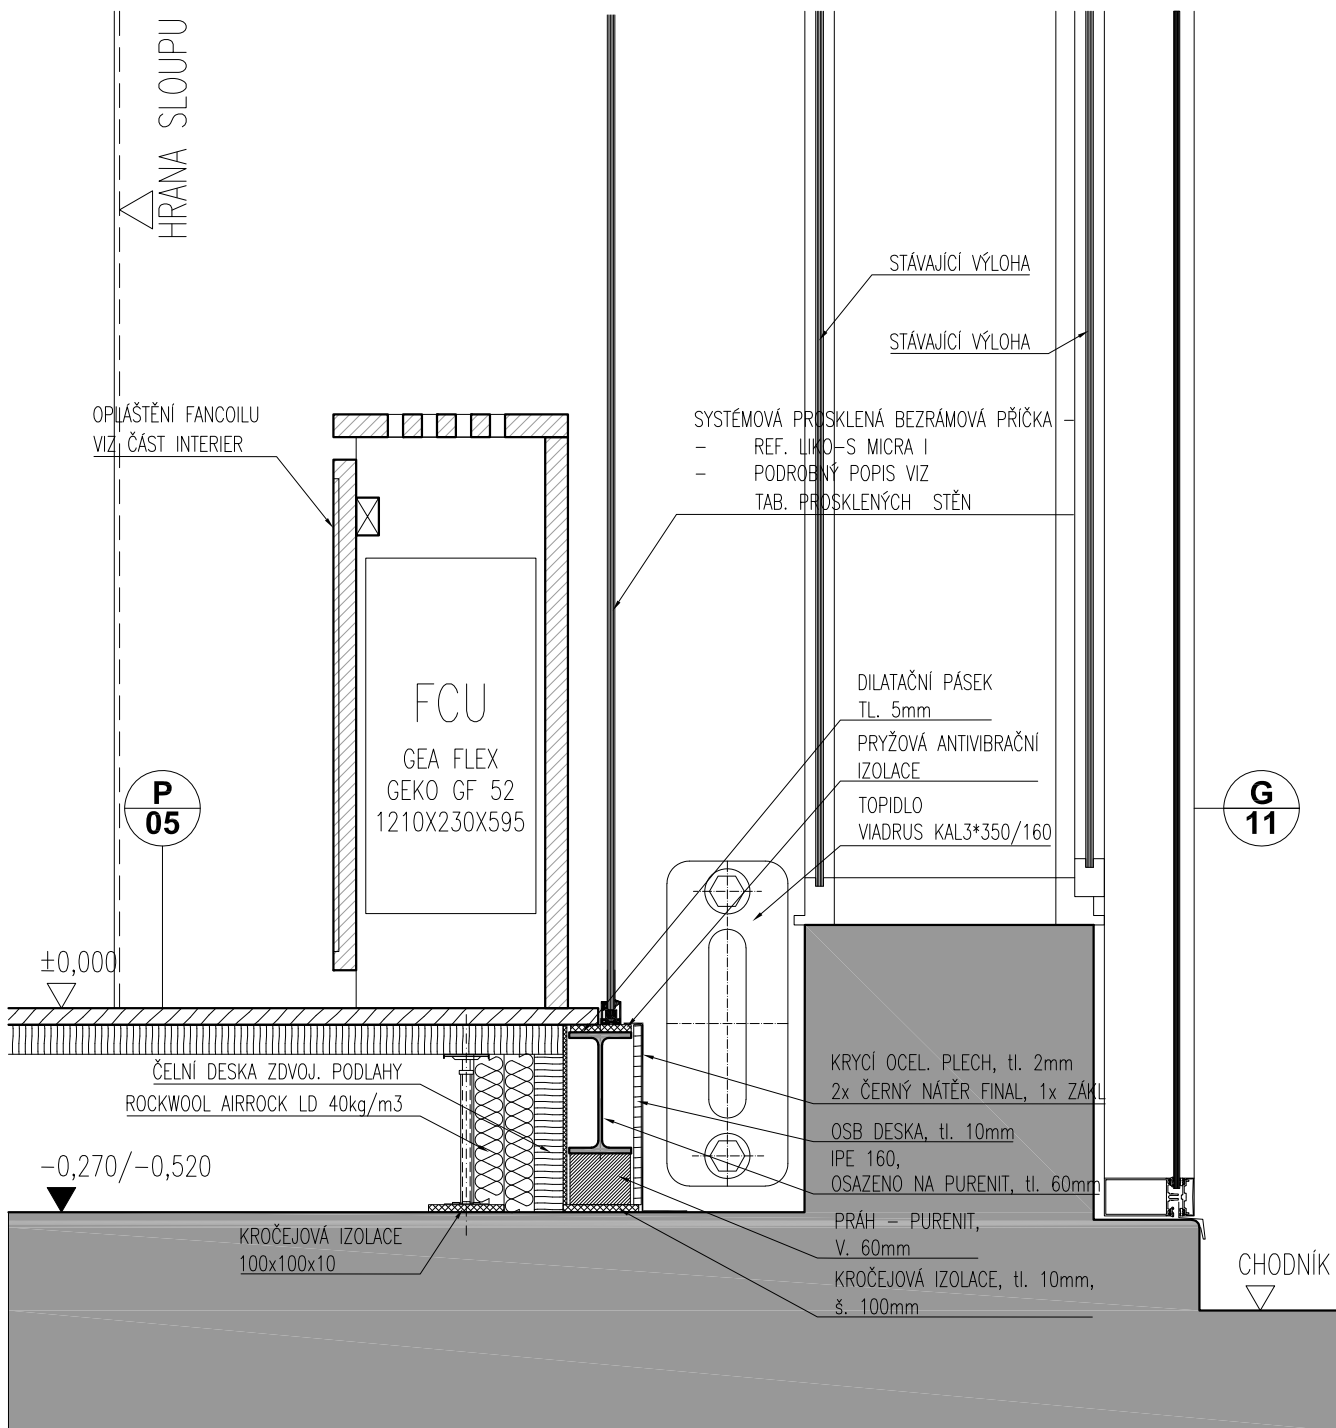 HRANA SLOUPU
STÁVAJÍCÍ VÝLOHA
STÁVAJÍCÍ VÝLOHA
OPLÁŠTĚNÍ FANCOILU
VIZ ČÁST INTERIER
SYSTÉMOVÁ PROSKLENÁ BEZRÁMOVÁ PŘÍČKA -
- REF. LIKO-S MICRA I
- PODROBNÝ POPIS VIZ
TAB. PROSKLENÝCH STĚN
FCU
GEA FLEX
GEKO GF 52
1210X230X595
DILATAČNÍ PÁSEK
TL. 5mm
PRYŽOVÁ ANTIVIBRAČNÍ
IZOLACE
TOPIDLO
VIADRUS KAL3*350/160
P
05
G
11
±0,000
ČELNÍ DESKA ZDVOJ. PODLAHY
ROCKWOOL AIRROCK LD 40kg/m3
-0,270/-0,520
KROČEJOVÁ IZOLACE
100x100x10
KRYCÍ OCEL. PLECH, tl. 2mm
2x ČERNÝ NÁTĚR FINAL, 1x ZÁKL
OSB DESKA, tl. 10mm
IPE 160,
OSAZENO NA PURENIT, tl. 60mm
PRÁH - PURENIT,
V. 60mm
KROČEJOVÁ IZOLACE, tl. 10mm,
š. 100mm
CHODNÍK